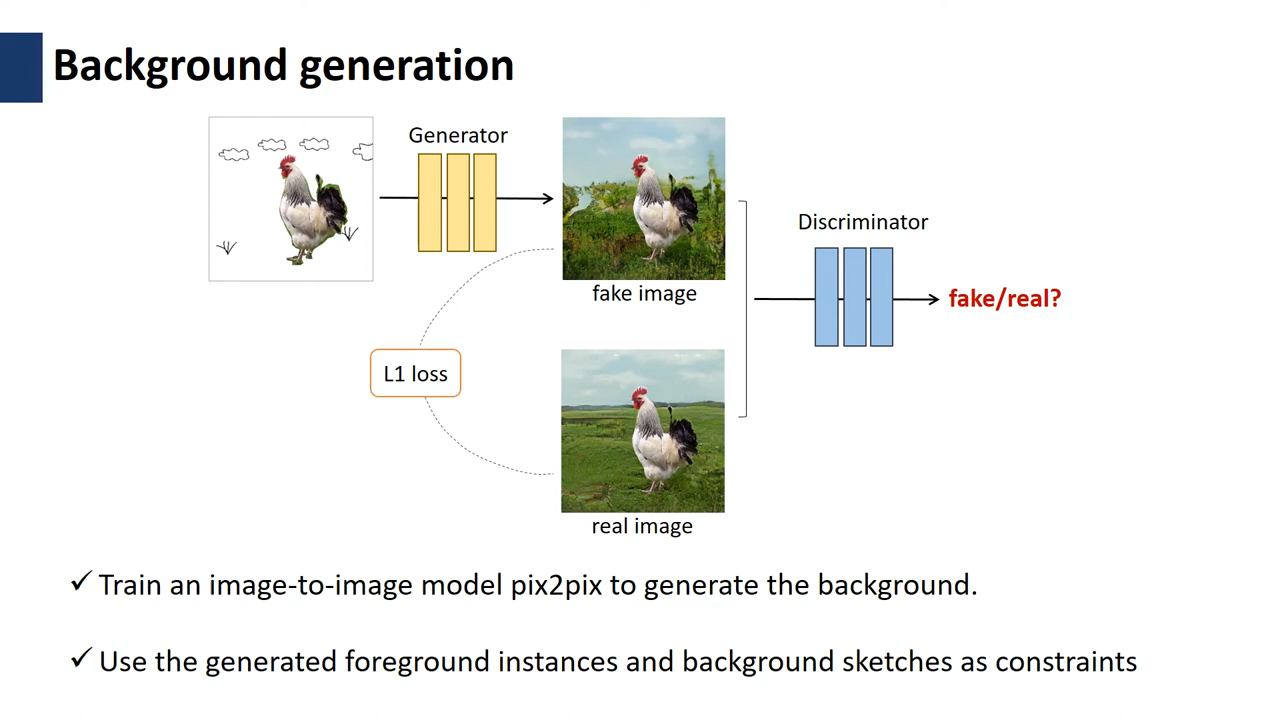 Background generation
Generator
Discriminator
fake image
fake/real?
L1 loss
real image
✓ Train an image-to-image model pix2pix to generate the background.
✓ Use the generated foreground instances and background sketches as constraints